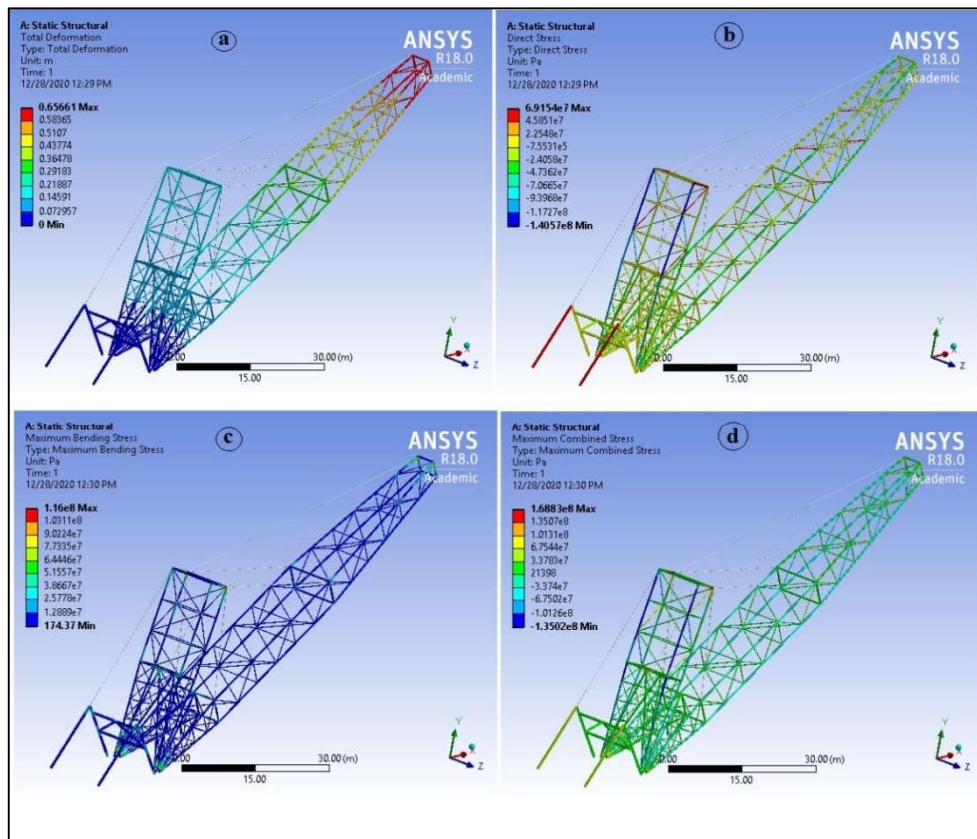 A: Static Structural
Total Deformation
Type: Total Deformation
Unit: m
Time: 1
12/28/2020 12:29 PM
a
ANSYS
R18.0
Academic
0.65661 Max
0.58365
0.5107
0.43774
0.36478
0.29183
0.21887
0.14591
0.072957
0 Min
30.00 (m)
15.00
Y
X
Z
A: Static Structural
Direct Stress
Type: Direct Stress
Unit: Pa
Time: 1
12/28/2020 12:29 PM
b
ANSYS
R18.0
Academic
6.9154e7 Max
4.5851e7
2.2548e7
-7.5531e5
-2.4058e7
-4.7362e7
-7.0665e7
-9.3968e7
-1.1727e8
-1.4057e8 Min
30.00 (m)
15.00
Y
X
Z
A: Static Structural
Maximum Bending Stress
Type: Maximum Bending Stress
Unit: Pa
Time: 1
12/28/2020 12:30 PM
c
ANSYS
R18.0
Academic
1.16e8 Max
1.0311e8
9.0224e7
7.7335e7
6.4446e7
5.1557e7
3.8667e7
2.5778e7
1.2889e7
174.37 Min
30.00 (m)
15.00
Y
X
Z
A: Static Structural
Maximum Combined Stress
Type: Maximum Combined Stress
Unit: Pa
Time: 1
12/28/2020 12:30 PM
d
ANSYS
R18.0
Academic
1.6883e8 Max
1.3507e8
1.0131e8
6.7544e7
3.3783e7
21398
-3.374e7
-6.7502e7
-1.0126e8
-1.3502e8 Min
30.00 (m)
15.00
Y
X
Z